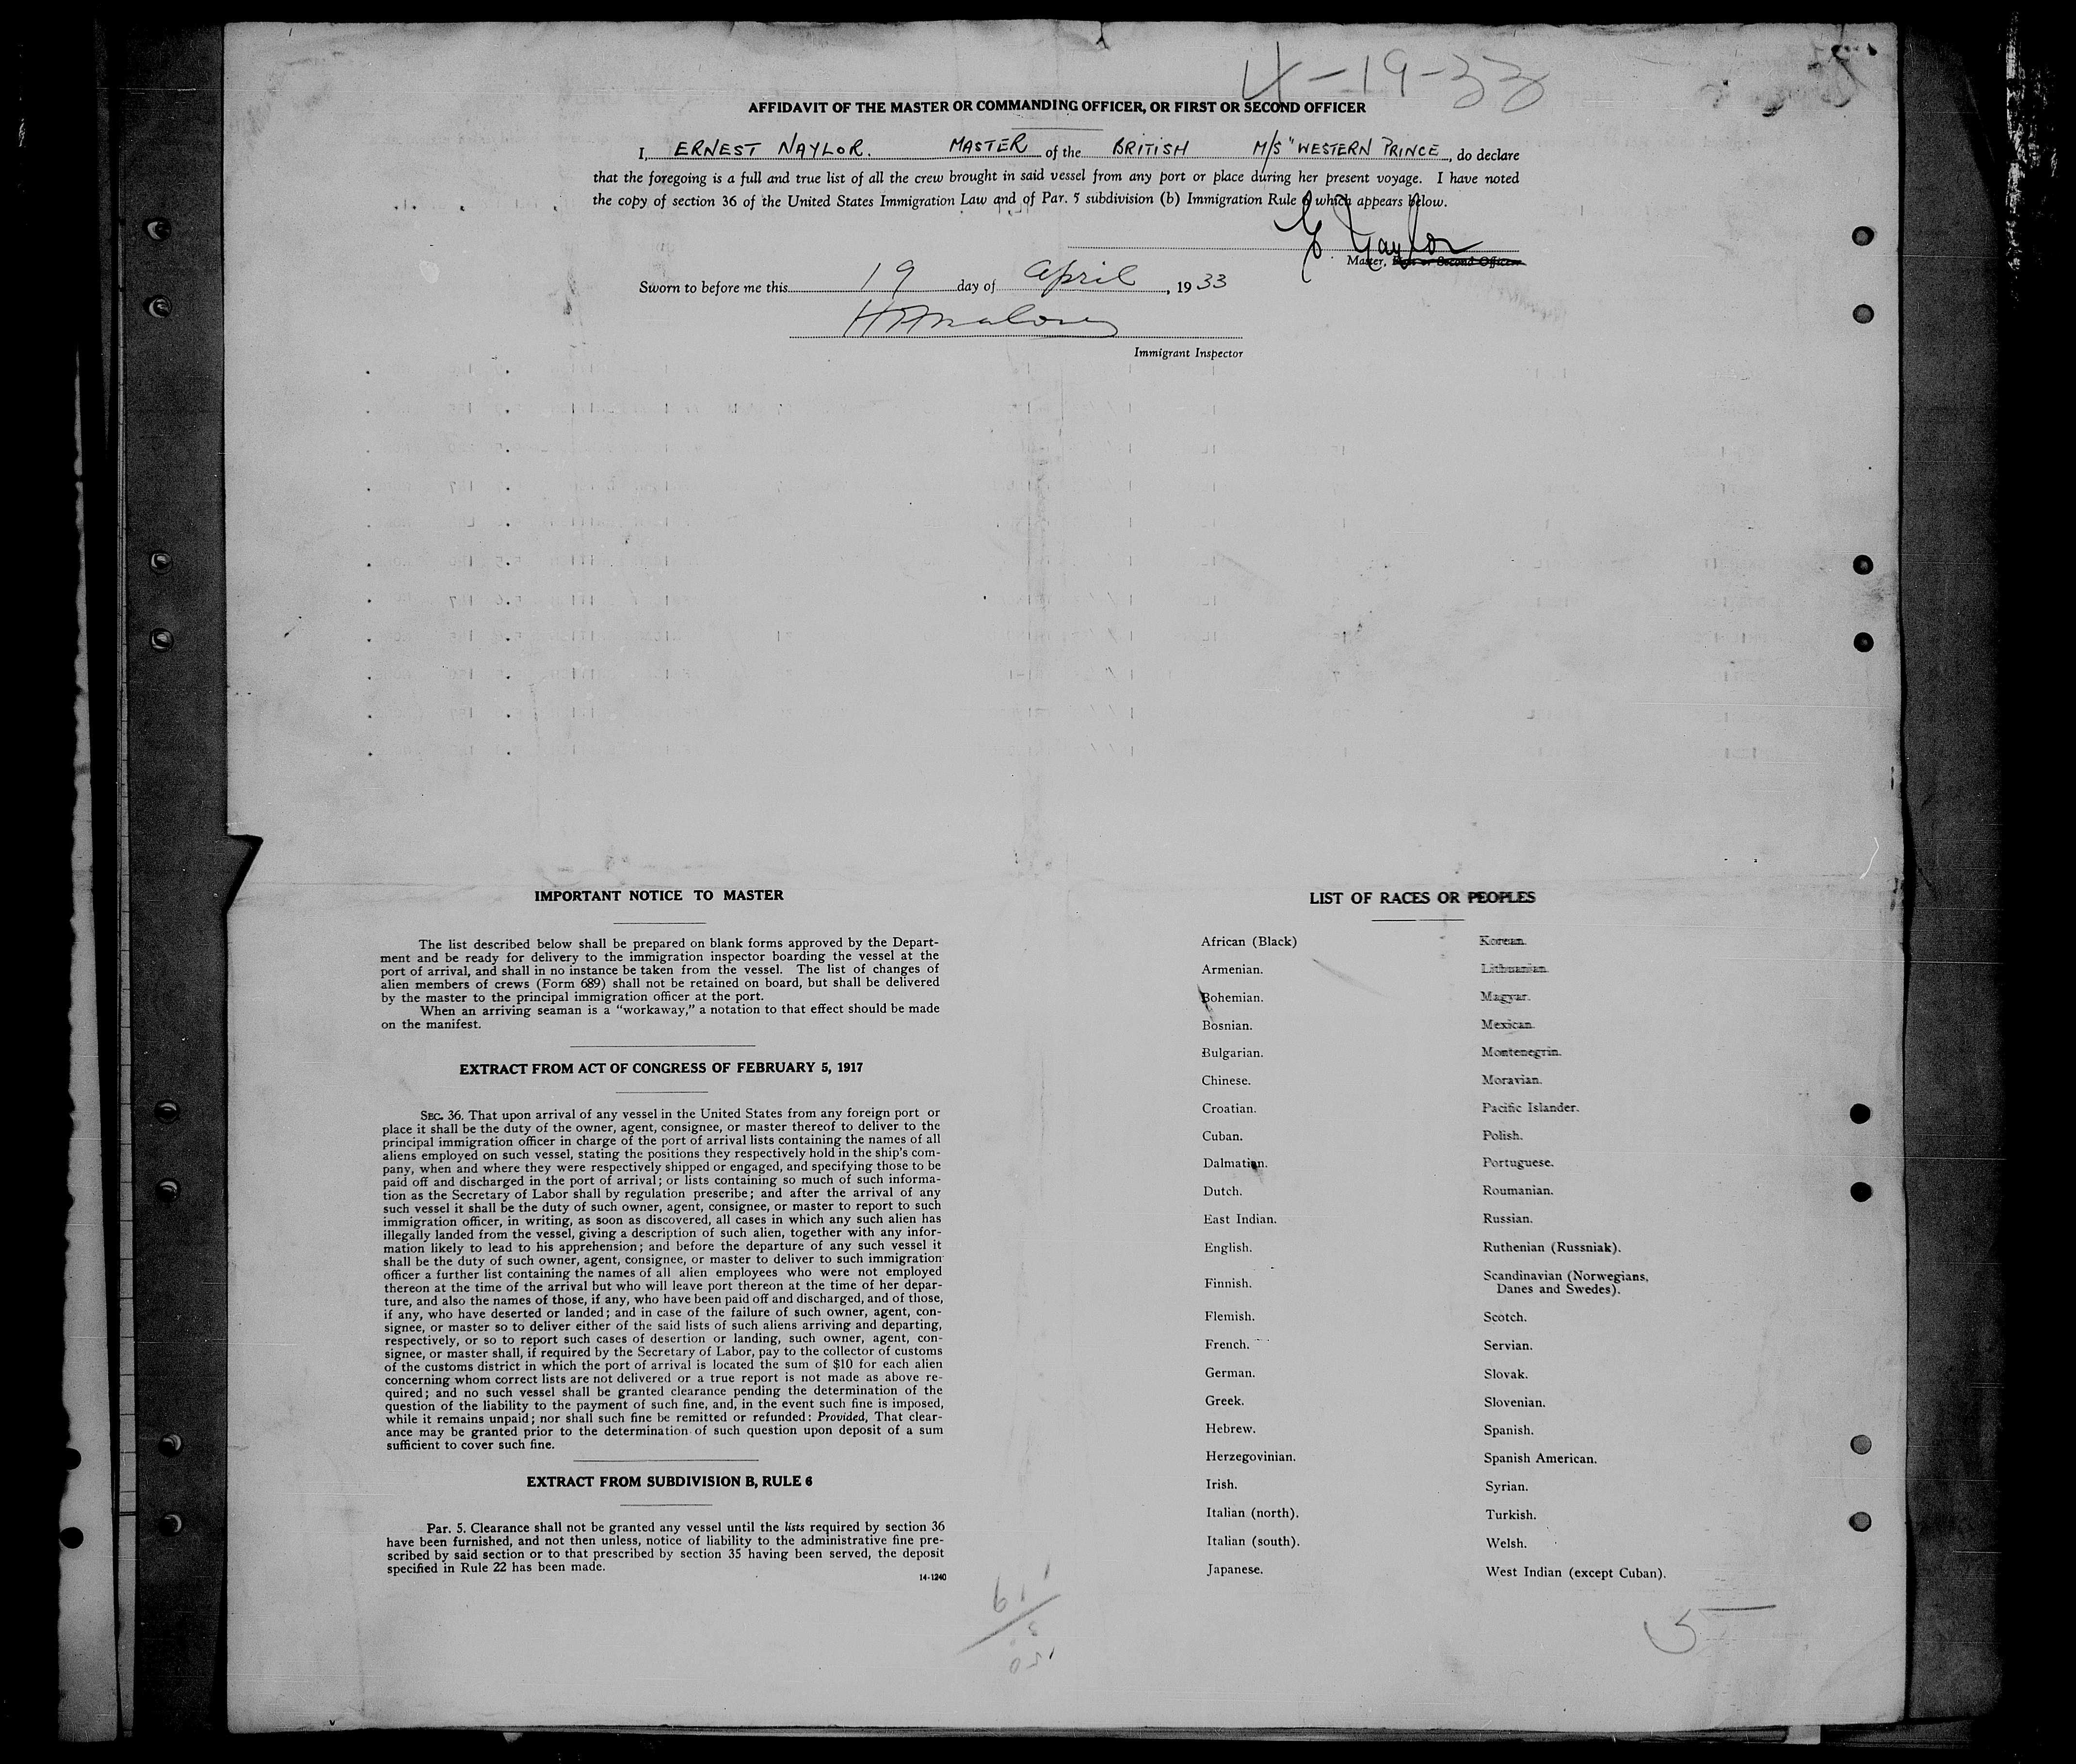 4-19-33
AFFIDAVIT OF THE MASTER OR COMMANDING OFFICER, OR FIRST OR SECOND OFFICER
I, ERNEST NAYLOR. MASTER of the BRITISH M/S "WESTERN PRINCE, do declare
that the foregoing is a full and true list of all the crew brought in said vessel from any port or place during her present voyage. I have noted
the copy of section 36 of the United States Immigration Law and of Par. 5 subdivision (b) Immigration Rule 6 which appears below.
E Naylor
Master, First or Second Officer
Sworn to before me this 19 day of April, 1933
Immigrant Inspector
IMPORTANT NOTICE TO MASTER
The list described below shall be prepared on blank forms approved by the Depart-
ment and be ready for delivery to the immigration inspector boarding the vessel at the
port of arrival, and shall in no instance be taken from the vessel. The list of changes of
alien members of crews (Form 689) shall not be retained on board, but shall be delivered
by the master to the principal immigration officer at the port.
When an arriving seaman is a "workaway," a notation to that effect should be made
on the manifest.
EXTRACT FROM ACT OF CONGRESS OF FEBRUARY 5, 1917
SEC. 36. That upon arrival of any vessel in the United States from any foreign port or
place it shall be the duty of the owner, agent, consignee, or master thereof to deliver to the
principal immigration officer in charge of the port of arrival lists containing the names of all
aliens employed on such vessel, stating the positions they respectively hold in the ship's com-
pany, when and where they were respectively shipped or engaged, and specifying those to be
paid off and discharged in the port of arrival; or lists containing so much of such informa-
tion as the Secretary of Labor shall by regulation prescribe; and after the arrival of any
such vessel it shall be the duty of such owner, agent, consignee, or master to report to such
immigration officer, in writing, as soon as discovered, all cases in which any such alien has
illegally landed from the vessel, giving a description of such alien, together with any infor-
mation likely to lead to his apprehension; and before the departure of any such vessel it
shall be the duty of such owner, agent, consignee, or master to deliver to such immigration
officer a further list containing the names of all alien employees who were not employed
thereon at the time of the arrival but who will leave port thereon at the time of her depar-
ture, and also the names of those, if any, who have been paid off and discharged, and of those,
if any, who have deserted or landed; and in case of the failure of such owner, agent, con-
signee, or master so to deliver either of the said lists of such aliens arriving and departing,
respectively, or so to report such cases of desertion or landing, such owner, agent, con-
signee, or master shall, if required by the Secretary of Labor, pay to the collector of customs
of the customs district in which the port of arrival is located the sum of $10 for each alien
concerning whom correct lists are not delivered or a true report is not made as above re-
quired; and no such vessel shall be granted clearance pending the determination of the
question of the liability to the payment of such fine, and, in the event such fine is imposed,
while it remains unpaid; nor shall such fine be remitted or refunded: Provided, That clear-
ance may be granted prior to the determination of such question upon deposit of a sum
sufficient to cover such fine.
EXTRACT FROM SUBDIVISION B, RULE 6
Par. 5. Clearance shall not be granted any vessel until the lists required by section 36
have been furnished, and not then unless, notice of liability to the administrative fine pre-
scribed by said section or to that prescribed by section 35 having been served, the deposit
specified in Rule 22 has been made.
14-1240
LIST OF RACES OR PEOPLES
African (Black)
Armenian.
Bohemian.
Bosnian.
Bulgarian.
Chinese.
Croatian.
Cuban.
Dalmatian.
Dutch.
East Indian.
English.
Finnish.
Flemish.
French.
German.
Greek.
Hebrew.
Herzegovinian.
Irish.
Italian (north).
Italian (south).
Japanese.
Korean.
Lithuanian.
Magyar.
Mexican.
Montenegrin.
Moravian.
Pacific Islander.
Polish.
Portuguese.
Roumanian.
Russian.
Ruthenian (Russniak).
Scandinavian (Norwegians,
Danes and Swedes).
Scotch.
Servian.
Slovak.
Slovenian.
Spanish.
Spanish American.
Syrian.
Turkish.
Welsh.
West Indian (except Cuban).
5